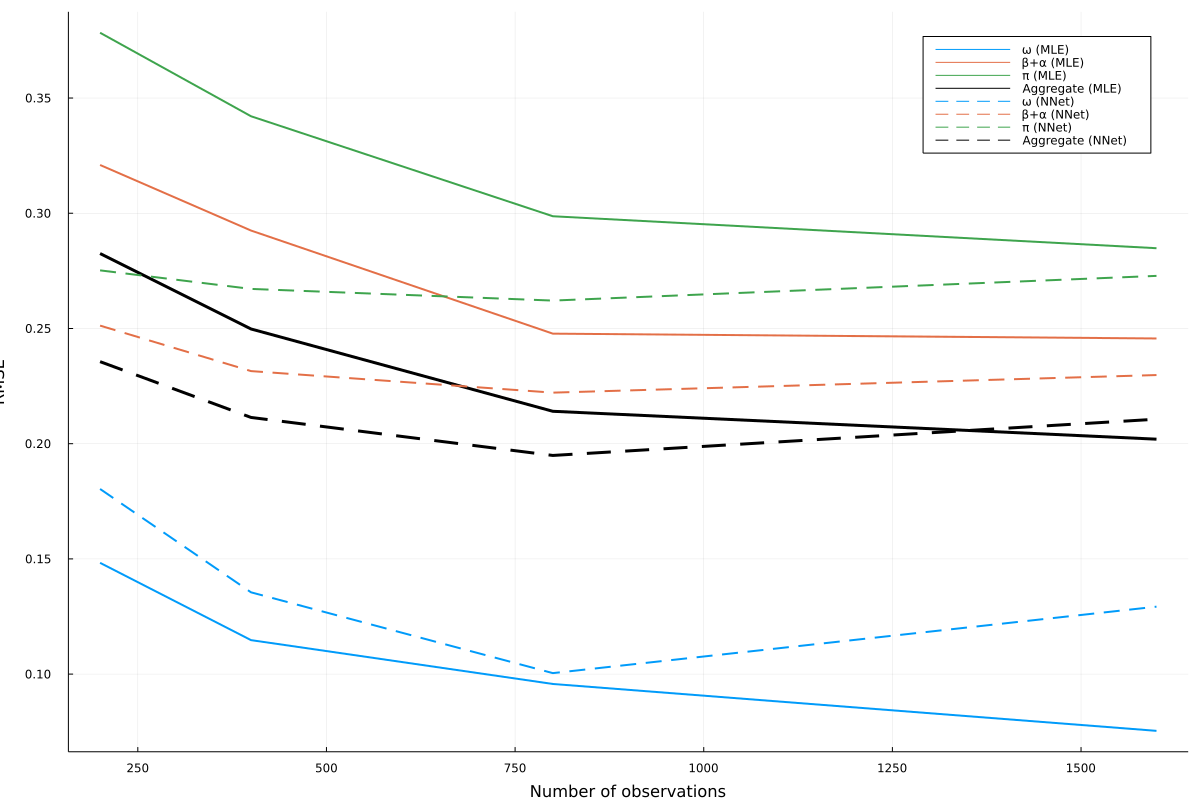 ω (MLE)
β+α (MLE)
π (MLE)
Aggregate (MLE)
ω (NNet)
β+α (NNet)
π (NNet)
Aggregate (NNet)
0.35
0.30
0.25
0.20
0.15
0.10
RMSE
250
500
750
1000
1250
1500
Number of observations